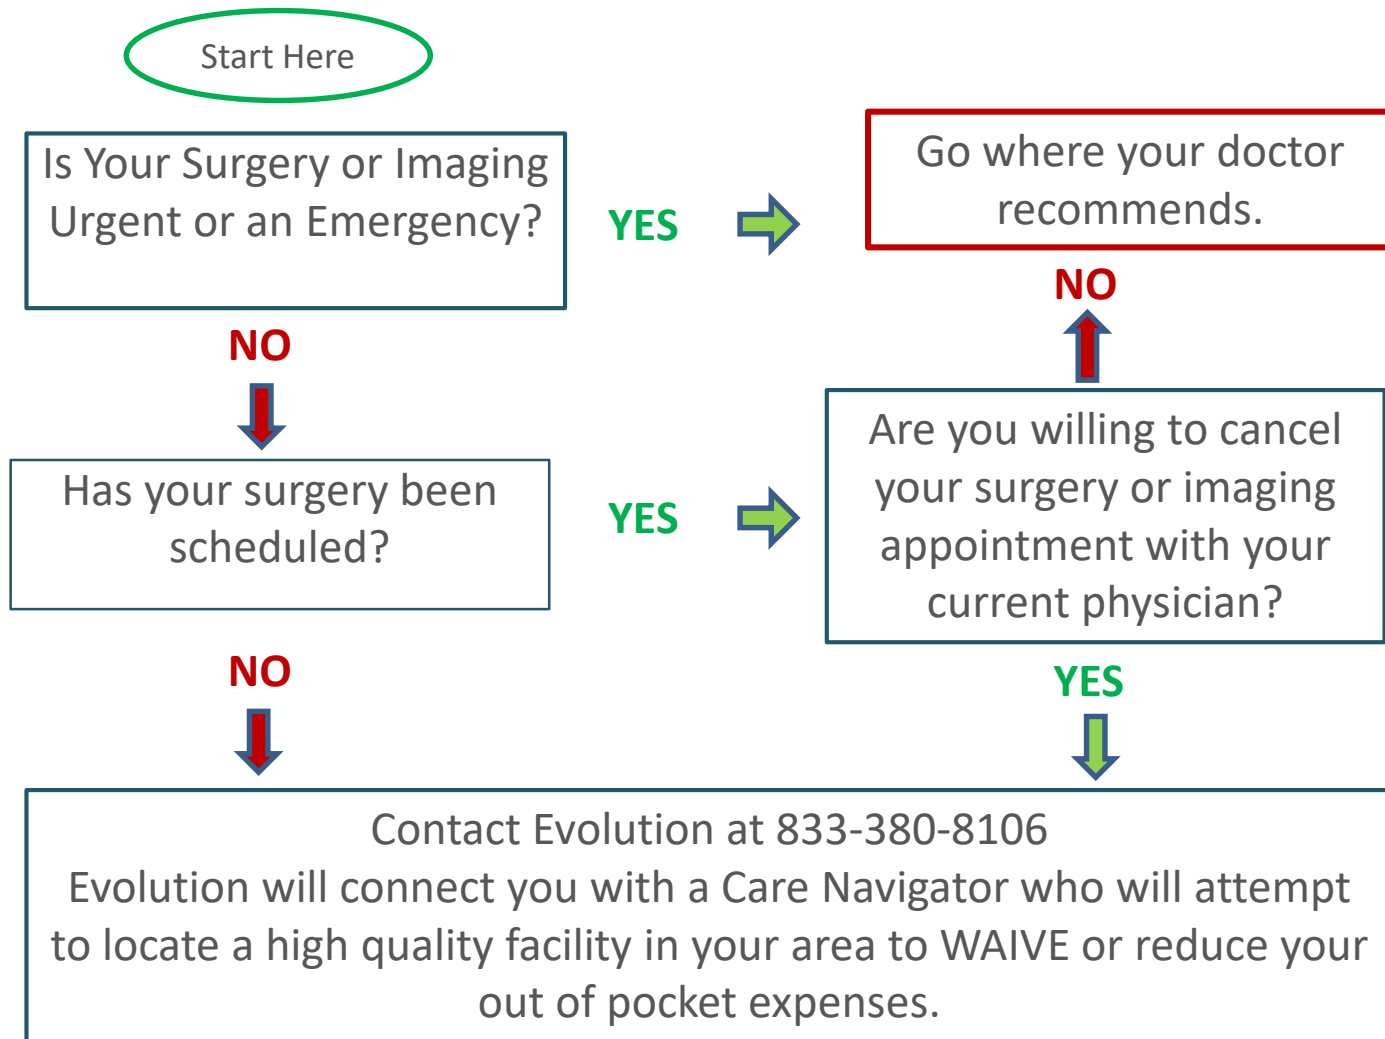 Start Here
Is Your Surgery or Imaging
Urgent or an Emergency?
YES
Go where your doctor
recommends.
NO
NO
Has your surgery been
scheduled?
YES
Are you willing to cancel
your surgery or imaging
appointment with your
current physician?
NO
YES
Contact Evolution at 833-380-8106
Evolution will connect you with a Care Navigator who will attempt
to locate a high quality facility in your area to WAIVE or reduce your
out of pocket expenses.